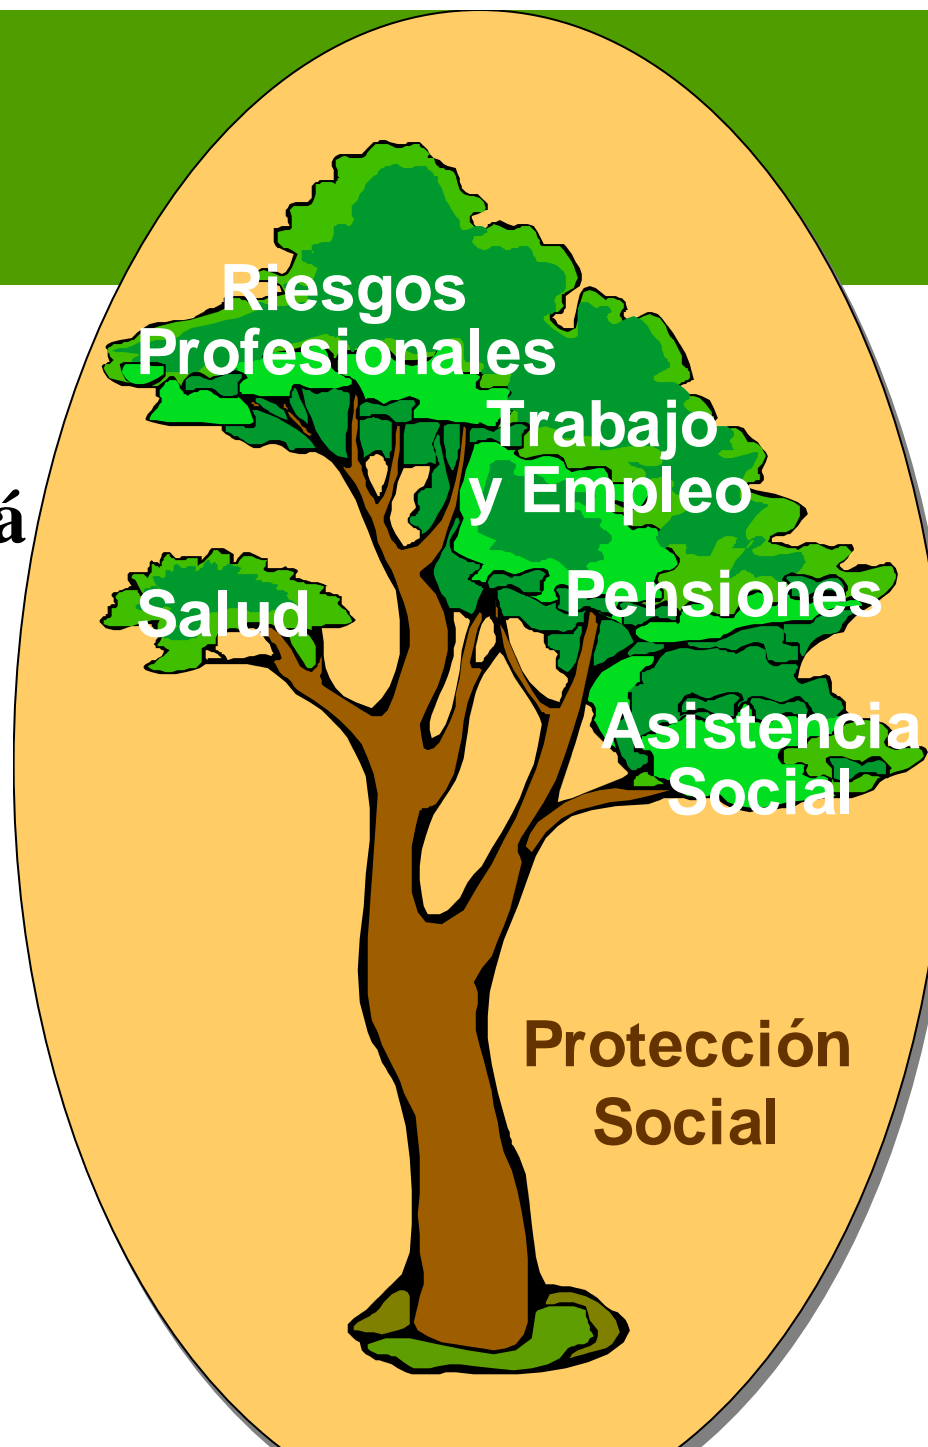 Riesgos
Profesionales
Trabajo
y Empleo
á
Pensiones
Salud
Asistencia
Social
Protección
Social